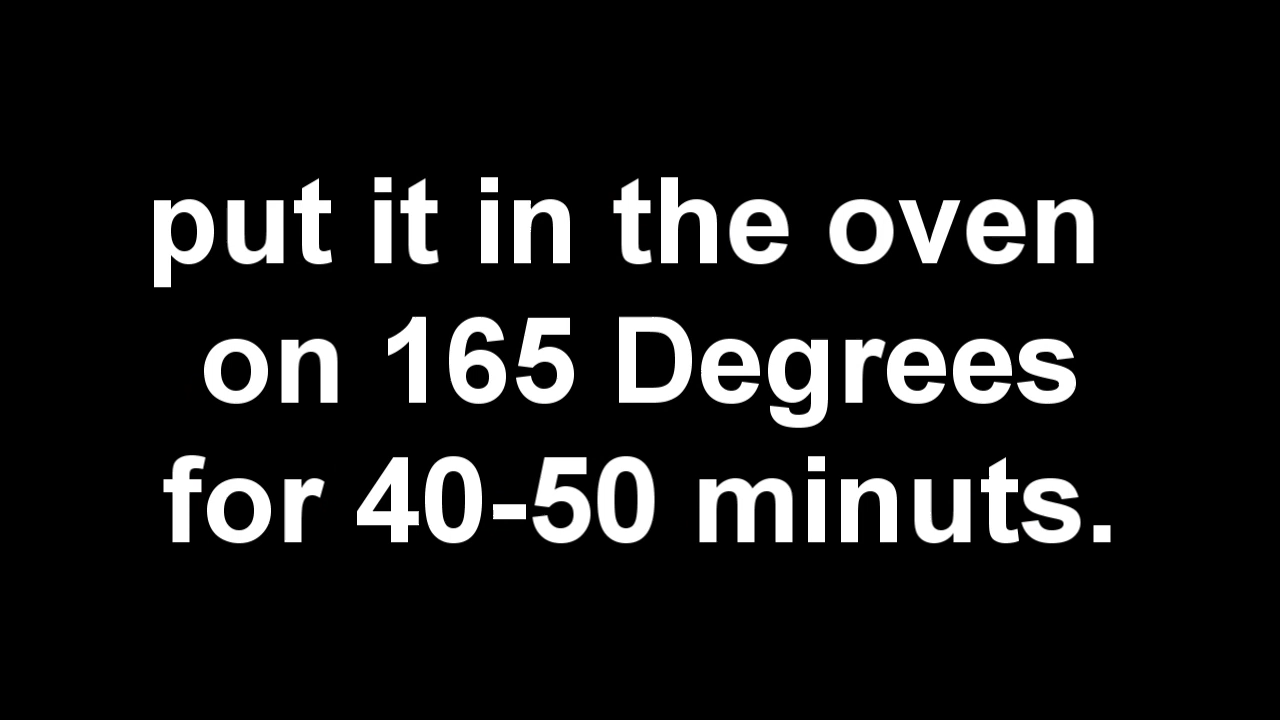 put it in the oven
on 165 Degrees
for 40-50 minuts.